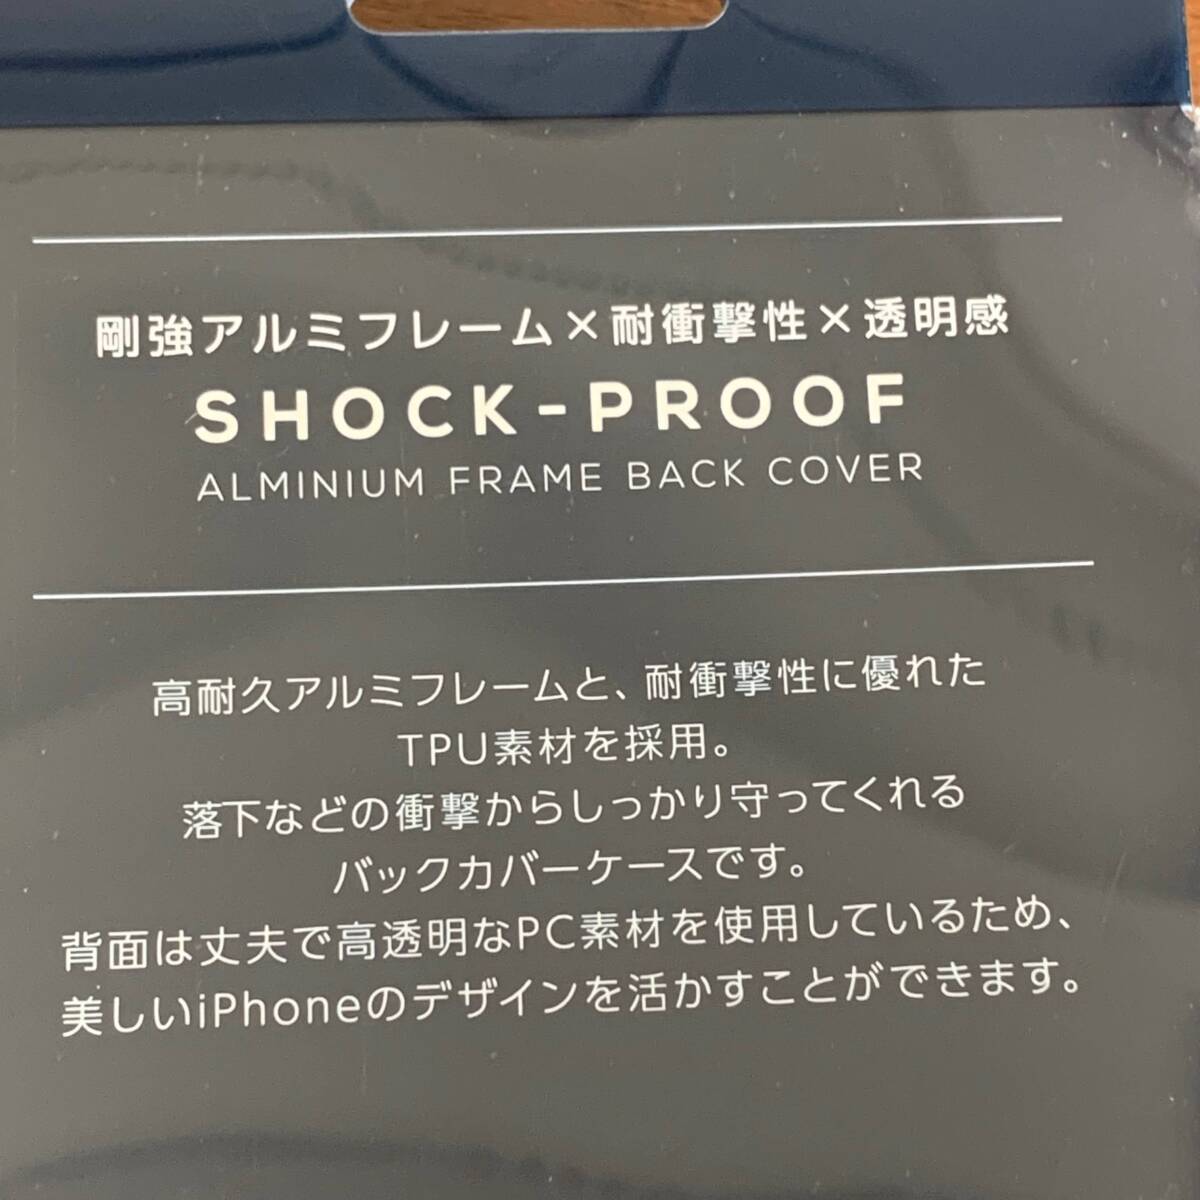 剛強アルミフレーム×耐衝撃性×透明感
SHOCK-PROOF
ALMINIUM FRAME BACK COVER
高耐久アルミフレームと、耐衝撃性に優れた
TPU素材を採用。
落下などの衝撃からしっかり守ってくれる
バックカバーケースです。
背面は丈夫で高透明なPC素材を使用しているため、
美しいiPhoneのデザインを活かすことができます。